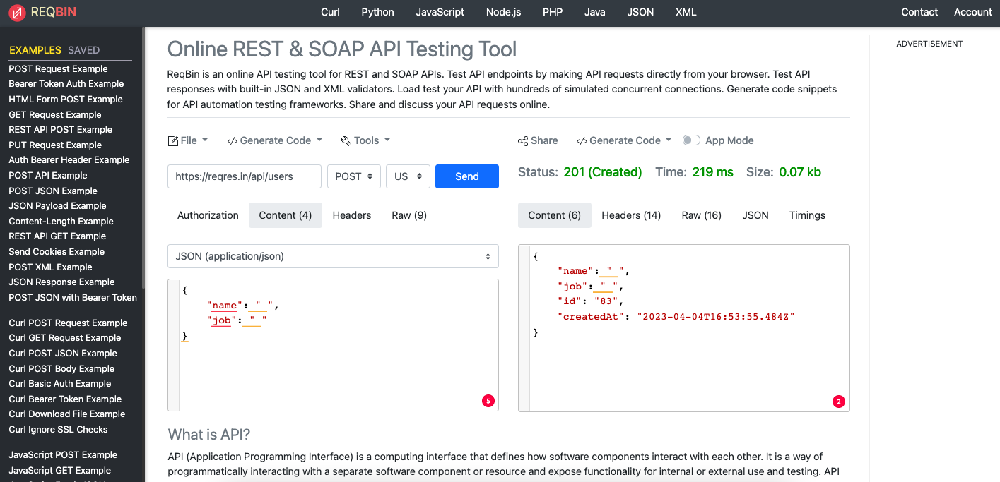 REQBIN
Curl Python JavaScript Node.js PHP Java JSON XML
Contact Account
EXAMPLES SAVED
POST Request Example
Bearer Token Auth Example
HTML Form POST Example
GET Request Example
REST API POST Example
PUT Request Example
Auth Bearer Header Example
POST API Example
POST JSON Example
JSON Payload Example
Content-Length Example
REST API GET Example
Send Cookies Example
POST XML Example
JSON Response Example
POST JSON with Bearer Token
Curl POST Request Example
Curl GET Request Example
Curl POST JSON Example
Curl POST Body Example
Curl Basic Auth Example
Curl Bearer Token Example
Curl Download File Example
Curl Ignore SSL Checks
JavaScript POST Example
JavaScript GET Example
Online REST & SOAP API Testing Tool
ReqBin is an online API testing tool for REST and SOAP APIs. Test API endpoints by making API requests directly from your browser. Test API
responses with built-in JSON and XML validators. Load test your API with hundreds of simulated concurrent connections. Generate code snippets
for API automation testing frameworks. Share and discuss your API requests online.
File Generate Code Tools
https://reqres.in/api/users POST US Send
Authorization Content (4) Headers Raw (9)
JSON (application/json)
{
"name": " ",
"job": " "
}
5
Share Generate Code App Mode
Status: 201 (Created) Time: 219 ms Size: 0.07 kb
Content (6) Headers (14) Raw (16) JSON Timings
{
"name": " ",
"job": " ",
"id": "83",
"createdAt": "2023-04-04T16:53:55.484Z"
}
2
What is API?
API (Application Programming Interface) is a computing interface that defines how software components interact with each other. It is a way of
programmatically interacting with a separate software component or resource and expose functionality for internal or external use and testing. API
ADVERTISEMENT